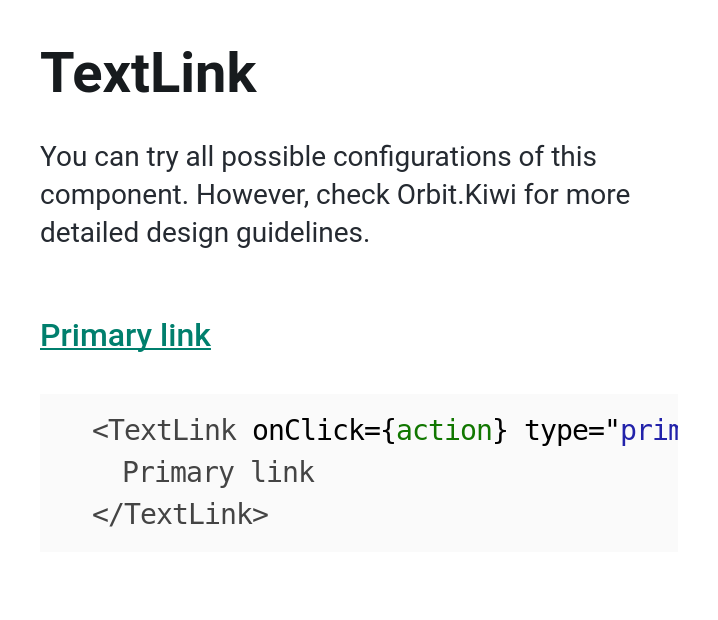 TextLink
You can try all possible configurations of this
component. However, check Orbit.Kiwi for more
detailed design guidelines.
Primary link
<TextLink onClick={action} type="prim
Primary link
</TextLink>